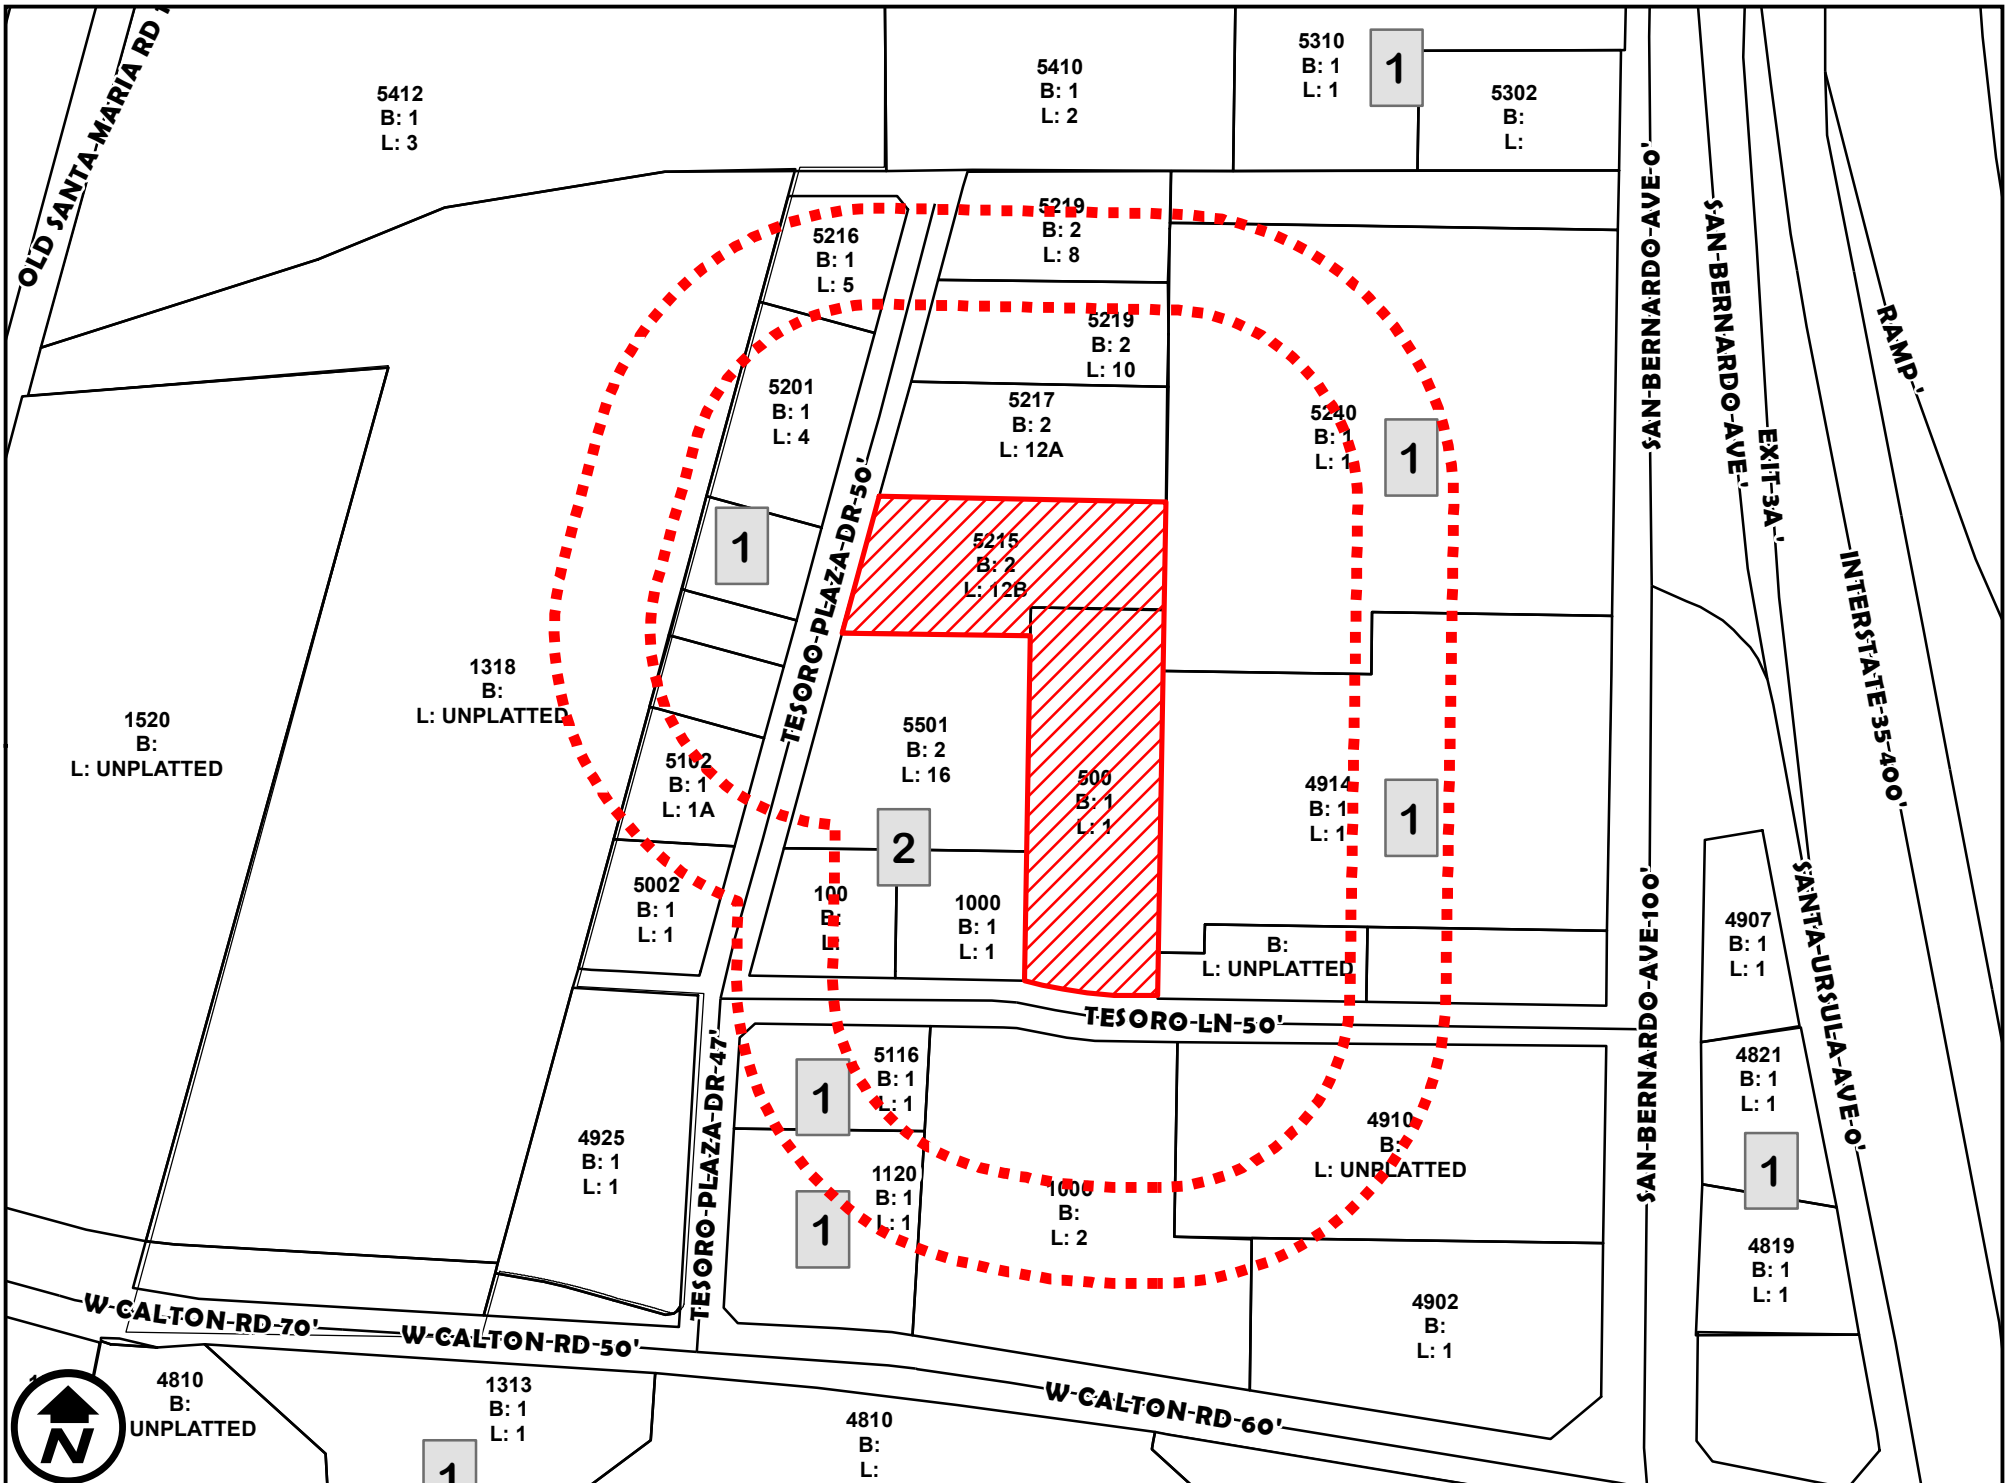 OLD SANTA-MARIA RD
5412
B: 1
L: 3
5410
B: 1
L: 2
5310
B: 1
L: 1
1
5302
B:
L:
5216
B: 1
L: 5
5219
B: 2
L: 8
5219
B: 2
L: 10
5201
B: 1
L: 4
5217
B: 2
L: 12A
5240
B: 1
L: 1
1
1
5215
B: 2
L: 12B
TESORO-PLAZA-DR-50'
SAN-BERNARDO-AVE-0'
SAN-BERNARDO-AVE-'
EXIT-3A-'
RAMP-'
INTERSTATE-35-400'
1520
B:
L: UNPLATTED
1318
B:
L: UNPLATTED
5102
B: 1
L: 1A
5501
B: 2
L: 16
500
B: 1
L: 1
4914
B: 1
L: 1
1
2
5002
B: 1
L: 1
100
B:
L:
1000
B: 1
L: 1
B:
L: UNPLATTED
SAN-BERNARDO-AVE-100'
4907
B: 1
L: 1
SANTA-URSULA-AVE-0'
TESORO-LN-50'
TESORO-PLAZA-DR-47'
5116
B: 1
L: 1
1
4821
B: 1
L: 1
1
4925
B: 1
L: 1
1120
B: 1
L: 1
1
1000
B:
L: 2
4910
B:
L: UNPLATTED
4819
B: 1
L: 1
4902
B:
L: 1
W-CALTON-RD-70'
W-CALTON-RD-50'
W-CALTON-RD-60'
N
4810
B:
UNPLATTED
1313
B: 1
L: 1
1
4810
B:
L: